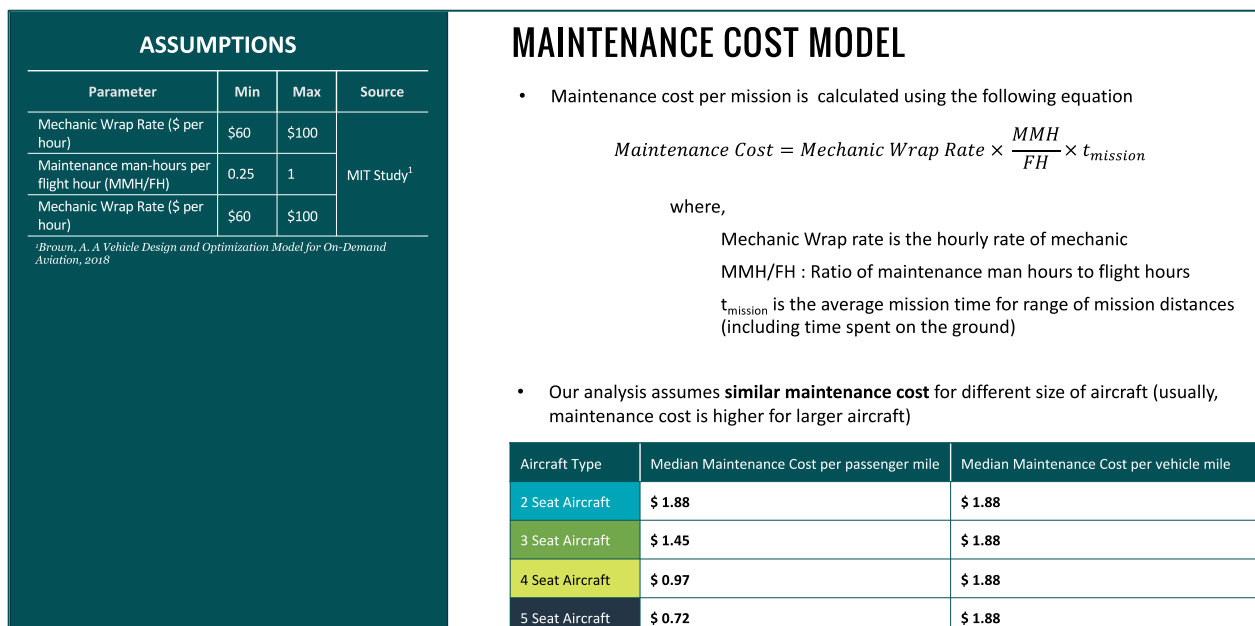 ASSUMPTIONS
Parameter Min Max Source
Mechanic Wrap Rate ($ per
hour)
$60 $100
Maintenance man-hours per
flight hour (MMH/FH)
0.25 1
MIT Study1
Mechanic Wrap Rate ($ per
hour)
$60 $100
1Brown, A. A Vehicle Design and Optimization Model for On-Demand
Aviation, 2018
MAINTENANCE COST MODEL
• Maintenance cost per mission is calculated using the following equation
Maintenance Cost = Mechanic Wrap Rate × MMH/FH × tmission
where,
Mechanic Wrap rate is the hourly rate of mechanic
MMH/FH : Ratio of maintenance man hours to flight hours
tmission is the average mission time for range of mission distances
(including time spent on the ground)
• Our analysis assumes similar maintenance cost for different size of aircraft (usually,
maintenance cost is higher for larger aircraft)
Aircraft Type Median Maintenance Cost per passenger mile Median Maintenance Cost per vehicle mile
2 Seat Aircraft $ 1.88 $ 1.88
3 Seat Aircraft $ 1.45 $ 1.88
4 Seat Aircraft $ 0.97 $ 1.88
5 Seat Aircraft $ 0.72 $ 1.88